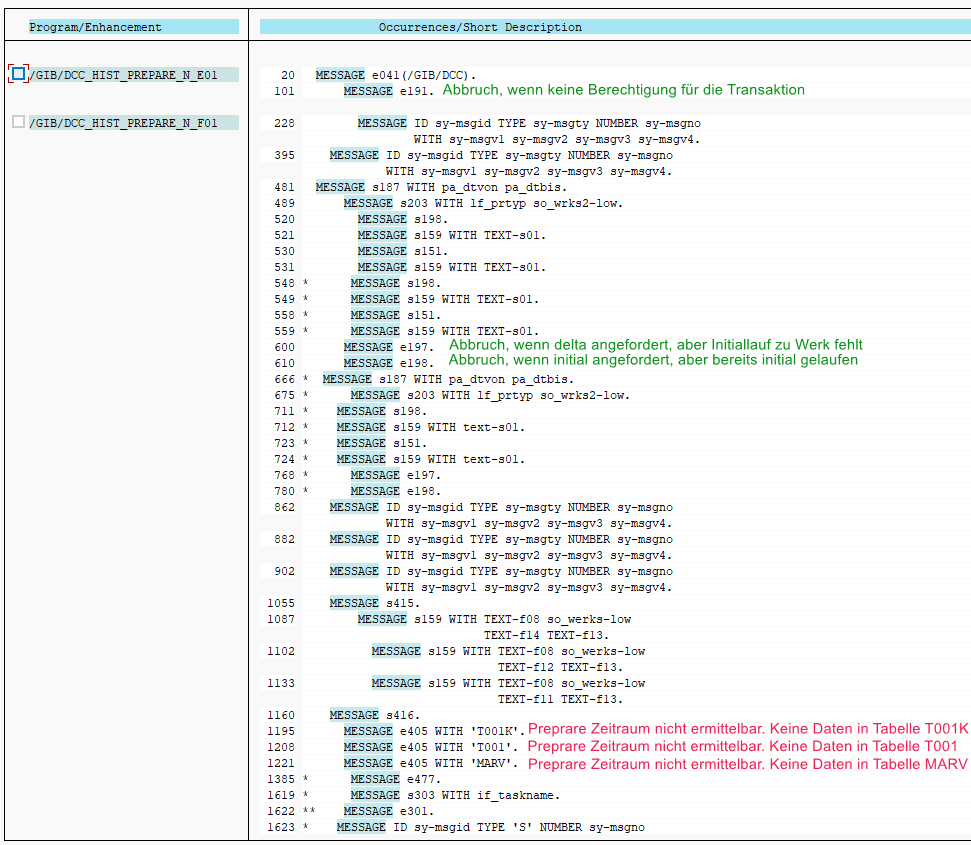 Program/Enhancement Occurrences/Short Description
/GIB/DCC_HIST_PREPARE_N_E01 20 MESSAGE e041(/GIB/DCC).
101 MESSAGE e191. Abbruch, wenn keine Berechtigung für die Transaktion
/GIB/DCC_HIST_PREPARE_N_F01 228 MESSAGE ID sy-msgid TYPE sy-msgty NUMBER sy-msgno
WITH sy-msgv1 sy-msgv2 sy-msgv3 sy-msgv4.
395 MESSAGE ID sy-msgid TYPE sy-msgty NUMBER sy-msgno
WITH sy-msgv1 sy-msgv2 sy-msgv3 sy-msgv4.
481 MESSAGE s187 WITH pa_dtvon pa_dtbis.
489 MESSAGE s203 WITH lf_prtyp so_wrks2-low.
520 MESSAGE s198.
521 MESSAGE s159 WITH TEXT-s01.
530 MESSAGE s151.
531 MESSAGE s159 WITH TEXT-s01.
548 * MESSAGE s198.
549 * MESSAGE s159 WITH TEXT-s01.
558 * MESSAGE s151.
559 * MESSAGE s159 WITH TEXT-s01.
600 MESSAGE e197. Abbruch, wenn delta angefordert, aber Initiallauf zu Werk fehlt
610 MESSAGE e198. Abbruch, wenn initial angefordert, aber bereits initial gelaufen
666 * MESSAGE s187 WITH pa_dtvon pa_dtbis.
675 * MESSAGE s203 WITH lf_prtyp so_wrks2-low.
711 * MESSAGE s198.
712 * MESSAGE s159 WITH text-s01.
723 * MESSAGE s151.
724 * MESSAGE s159 WITH text-s01.
768 * MESSAGE e197.
780 * MESSAGE e198.
862 MESSAGE ID sy-msgid TYPE sy-msgty NUMBER sy-msgno
WITH sy-msgv1 sy-msgv2 sy-msgv3 sy-msgv4.
882 MESSAGE ID sy-msgid TYPE sy-msgty NUMBER sy-msgno
WITH sy-msgv1 sy-msgv2 sy-msgv3 sy-msgv4.
902 MESSAGE ID sy-msgid TYPE sy-msgty NUMBER sy-msgno
WITH sy-msgv1 sy-msgv2 sy-msgv3 sy-msgv4.
1055 MESSAGE s415.
1087 MESSAGE s159 WITH TEXT-f08 so_werks-low
TEXT-f14 TEXT-f13.
1102 MESSAGE s159 WITH TEXT-f08 so_werks-low
TEXT-f12 TEXT-f13.
1133 MESSAGE s159 WITH TEXT-f08 so_werks-low
TEXT-f11 TEXT-f13.
1160 MESSAGE s416.
1195 MESSAGE e405 WITH 'T001K'. Preprare Zeitraum nicht ermittelbar. Keine Daten in Tabelle T001K
1208 MESSAGE e405 WITH 'T001'. Preprare Zeitraum nicht ermittelbar. Keine Daten in Tabelle T001
1221 MESSAGE e405 WITH 'MARV'. Preprare Zeitraum nicht ermittelbar. Keine Daten in Tabelle MARV
1385 * MESSAGE e477.
1619 * MESSAGE s303 WITH if_taskname.
1622 ** MESSAGE e301.
1623 * MESSAGE ID sy-msgid TYPE 'S' NUMBER sy-msgno